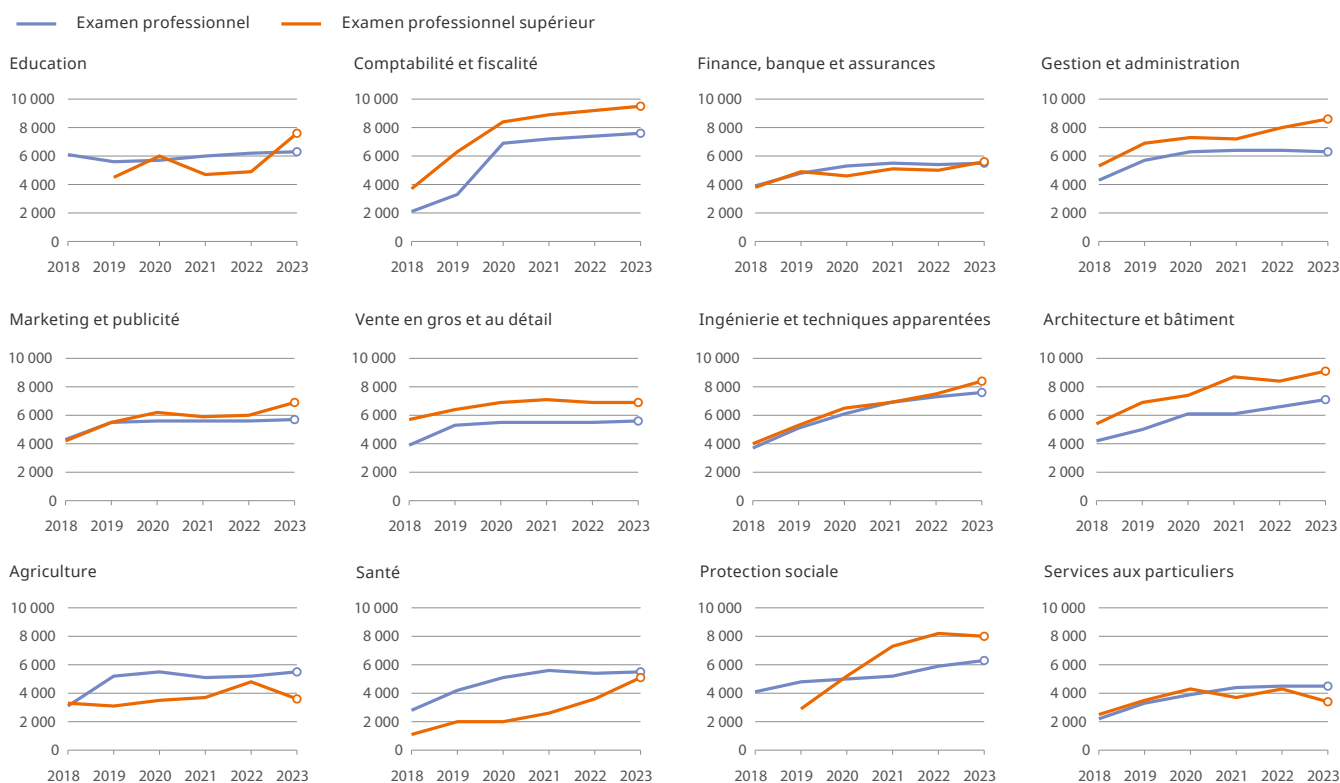 Examen professionnel Examen professionnel supérieur
Education Comptabilité et fiscalité Finance, banque et assurances Gestion et administration
10 000 10 000 10 000 10 000
8 000 8 000 8 000 8 000
6 000 6 000 6 000 6 000
4 000 4 000 4 000 4 000
2 000 2 000 2 000 2 000
0 0 0 0
2018 2019 2020 2021 2022 2023 2018 2019 2020 2021 2022 2023 2018 2019 2020 2021 2022 2023 2018 2019 2020 2021 2022 2023
Marketing et publicité Vente en gros et au détail Ingénierie et techniques apparentées Architecture et bâtiment
10 000 10 000 10 000 10 000
8 000 8 000 8 000 8 000
6 000 6 000 6 000 6 000
4 000 4 000 4 000 4 000
2 000 2 000 2 000 2 000
0 0 0 0
2018 2019 2020 2021 2022 2023 2018 2019 2020 2021 2022 2023 2018 2019 2020 2021 2022 2023 2018 2019 2020 2021 2022 2023
Agriculture Santé Protection sociale Services aux particuliers
10 000 10 000 10 000 10 000
8 000 8 000 8 000 8 000
6 000 6 000 6 000 6 000
4 000 4 000 4 000 4 000
2 000 2 000 2 000 2 000
0 0 0 0
2018 2019 2020 2021 2022 2023 2018 2019 2020 2021 2022 2023 2018 2019 2020 2021 2022 2023 2018 2019 2020 2021 2022 2023